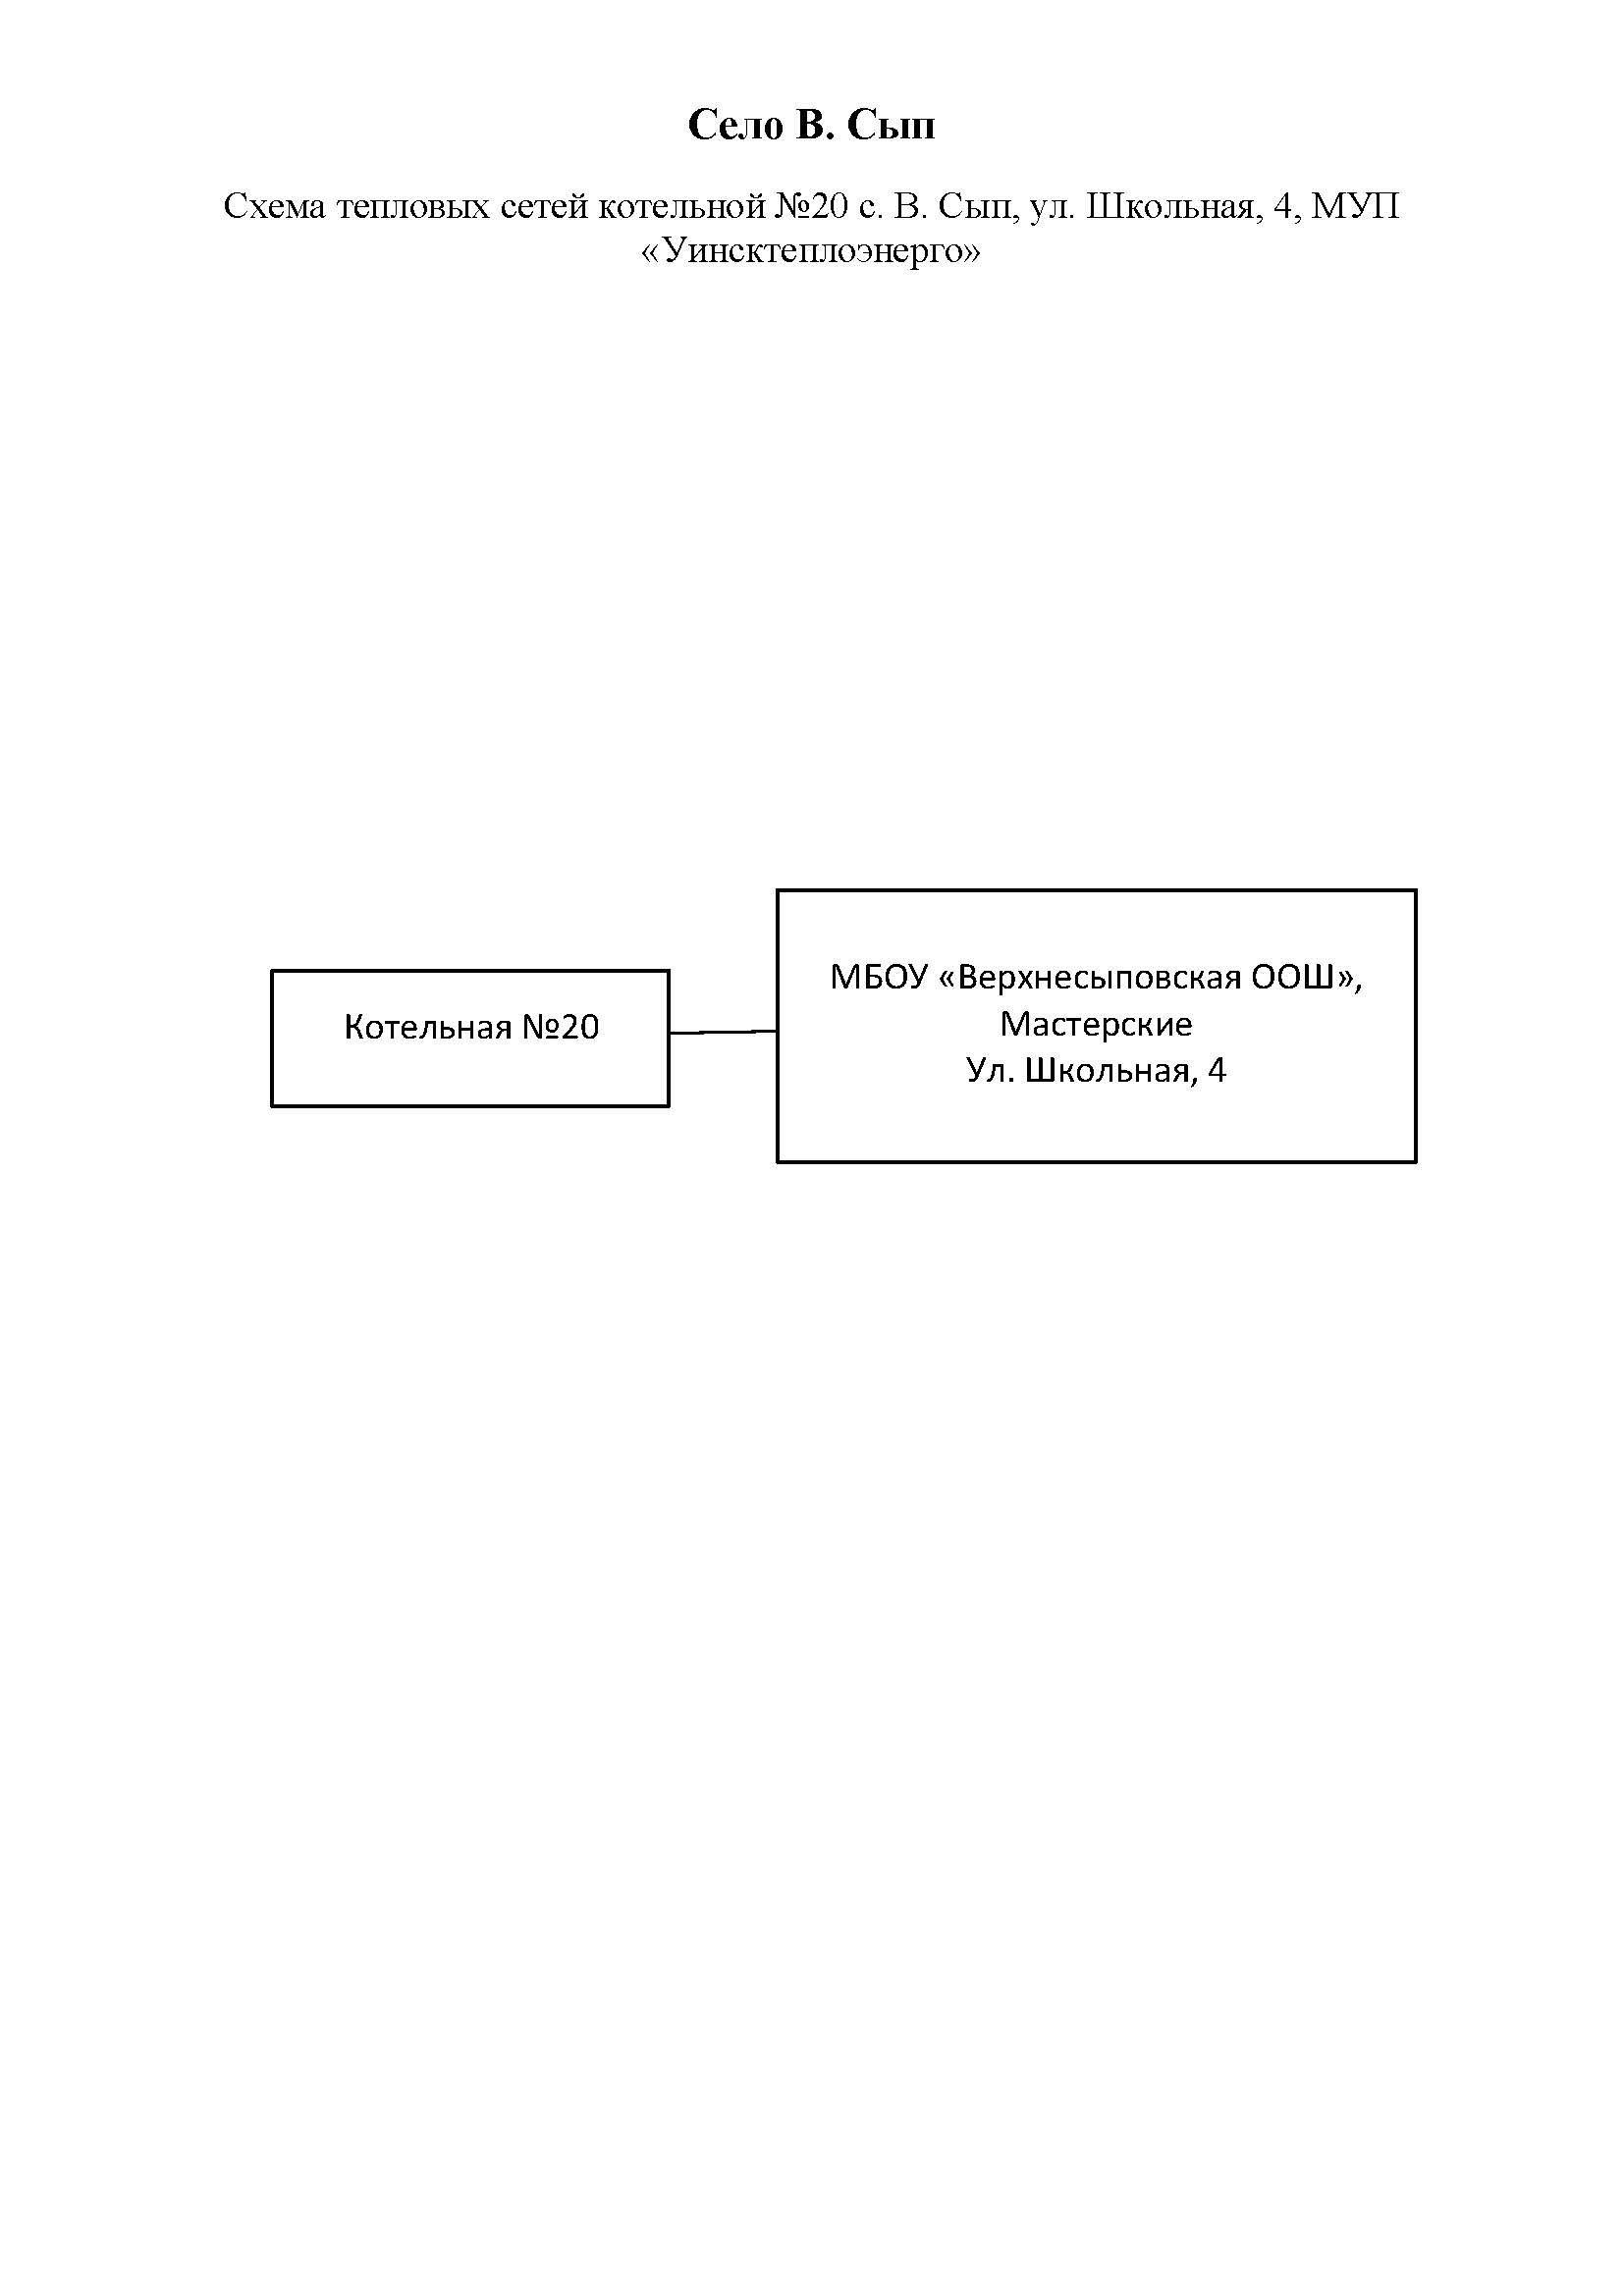 Село В. Сып
Схема тепловых сетей котельной №20 с. В. Сып, ул. Школьная, 4, МУП
«Уинсктеплоэнерго»
Котельная №20
МБОУ «Верхнесыповская ООШ»,
Мастерские
Ул. Школьная, 4